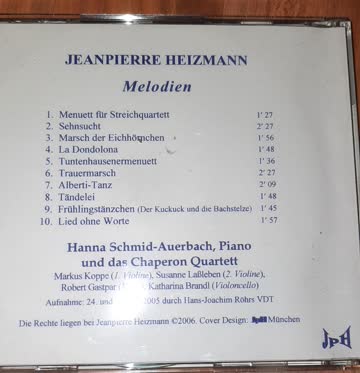 JEANPIERRE HEIZMANN
Melodien
1. Menuett für Streichquartett 1' 27
2. Sehnsucht 2' 27
3. Marsch der Eichhörnchen 1' 56
4. La Dondolona 1' 48
5. Tuntenhausenermenuett 1' 36
6. Trauermarsch 2' 27
7. Alberti-Tanz 2' 09
8. Tändelei 1' 48
9. Frühlingstänzchen (Der Kuckuck und die Bachstelze) 1' 45
10. Lied ohne Worte 1' 57
Hanna Schmid-Auerbach, Piano
und das Chaperon Quartett
Markus Koppe (1. Violine), Susanne Laßleben (2. Violine),
Robert Gastpar Katharina Brandl (Violoncello)
Aufnahme: 24. und 2005 durch Hans-Joachim Röhrs VDT
Die Rechte liegen bei Jeanpierre Heizmann ©2006. Cover Design: JpH München
JPH